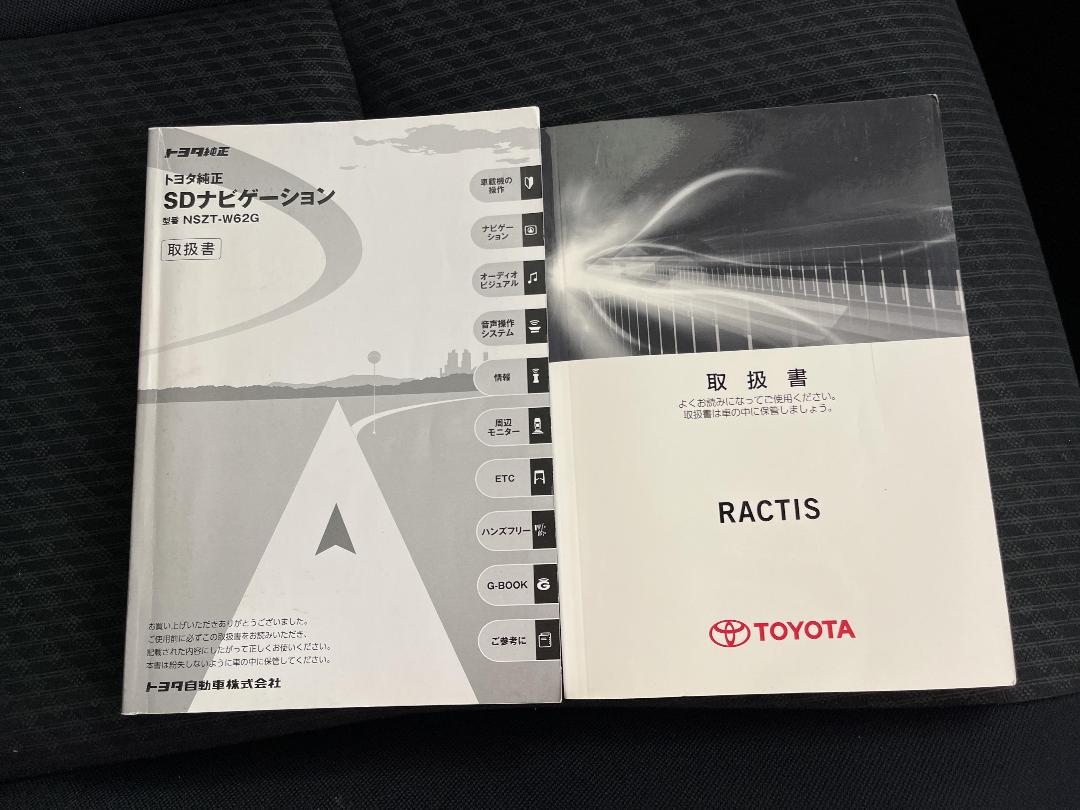 トヨタ純正
トヨタ純正
SDナビゲーション
型番 NSZT-W62G
取扱書
車載機の
操作
ナビゲー
ション
オーディオ
ビジュアル
音声操作
システム
情報
周辺
モニター
ETC
ハンズフリー
G-BOOK
ご参考に
お買い上げいただきありがとうございました。
ご使用前に必ずこの取扱書をお読みいただき、
記載された内容にしたがって正しくお使いください。
本書は紛失しないように車の中に保管してください。
トヨタ自動車株式会社
取扱書
よくお読みになってご使用ください。
取扱書は車の中に保管しましょう。
RACTIS
TOYOTA